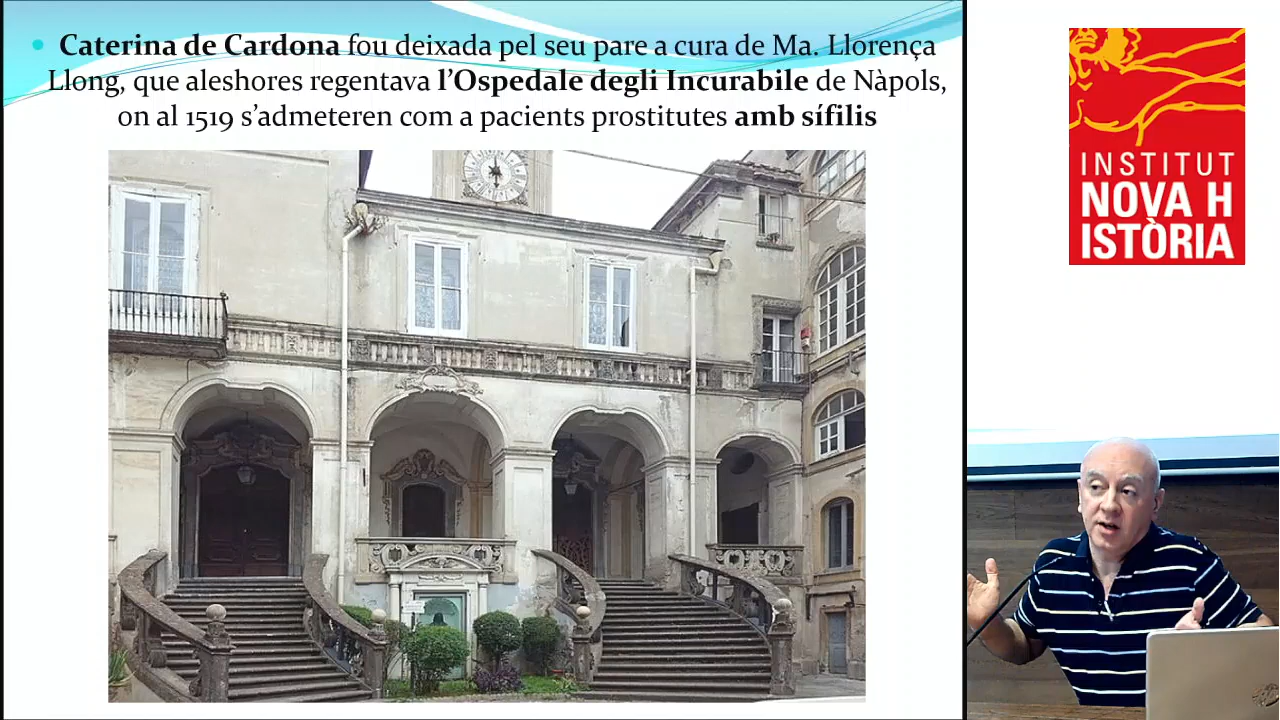 Caterina de Cardona fou deixada pel seu pare a cura de Ma. Llorença
Llong, que aleshores regentava l’Ospedale degli Incurabile de Nàpols,
on al 1519 s’admeteren com a pacients prostitutes amb sífilis
INSTITUT
NOVA H
ISTÒRIA